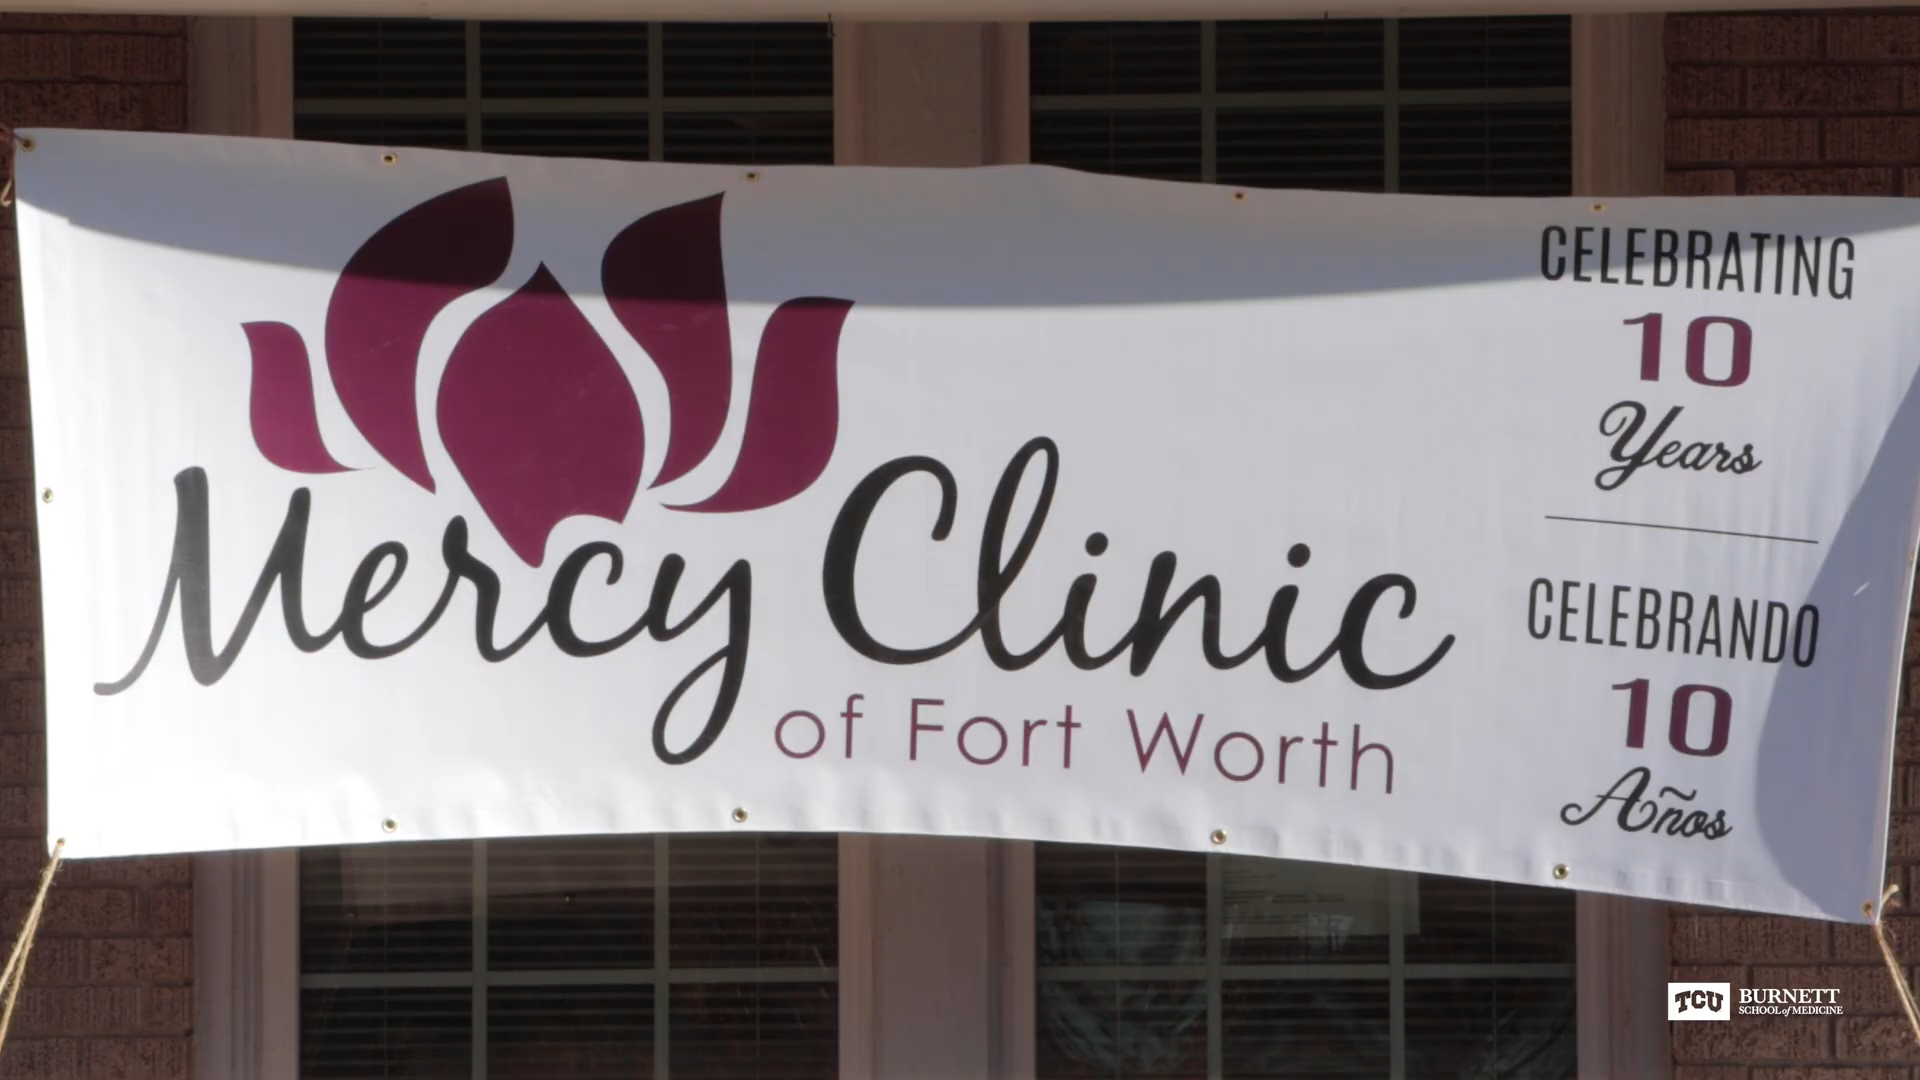 Mercy Clinic
of Fort Worth
CELEBRATING
10
Years
CELEBRANDO
10
Años
TCU
BURNETT
SCHOOL of MEDICINE